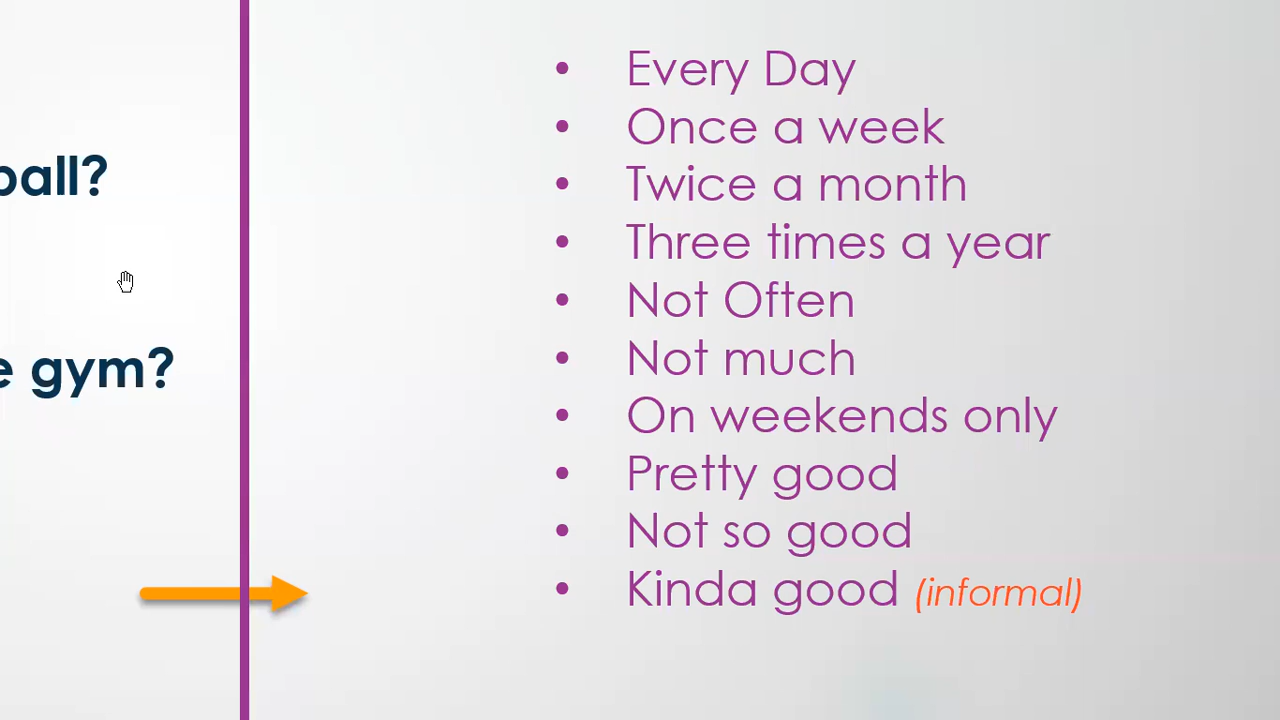 ball?
e gym?
• Every Day
• Once a week
• Twice a month
• Three times a year
• Not Often
• Not much
• On weekends only
• Pretty good
• Not so good
• Kinda good (informal)